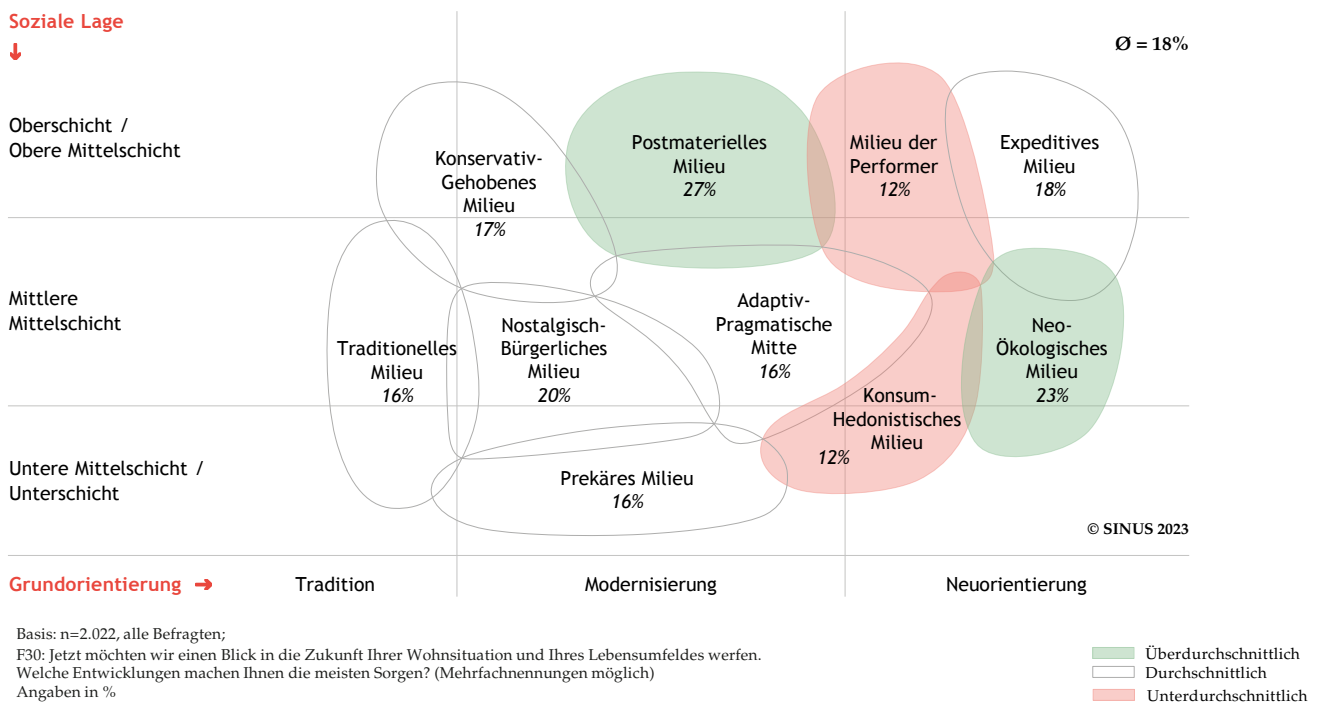 Soziale Lage
↓
Ø = 18%
Oberschicht /
Obere Mittelschicht
Konservativ-
Gehobenes
Milieu
17%
Postmaterielles
Milieu
27%
Milieu der
Performer
12%
Expeditives
Milieu
18%
Mittlere
Mittelschicht
Traditionelles
Milieu
16%
Nostalgisch-
Bürgerliches
Milieu
20%
Adaptiv-
Pragmatische
Mitte
16%
Konsum-
Hedonistisches
Milieu
12%
Neo-
Ökologisches
Milieu
23%
Untere Mittelschicht /
Unterschicht
Prekäres Milieu
16%
© SINUS 2023
Grundorientierung →
Tradition
Modernisierung
Neuorientierung
Basis: n=2.022, alle Befragten;
F30: Jetzt möchten wir einen Blick in die Zukunft Ihrer Wohnsituation und Ihres Lebensumfeldes werfen.
Welche Entwicklungen machen Ihnen die meisten Sorgen? (Mehrfachnennungen möglich)
Angaben in %
Überdurchschnittlich
Durchschnittlich
Unterdurchschnittlich